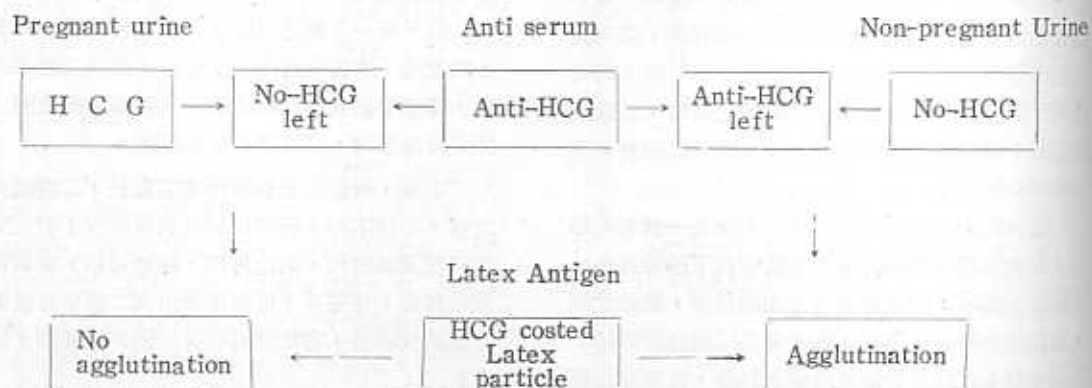 Pregnant urine Anti serum Non-pregnant Urine
H C G No-HCG left Anti-HCG Anti-HCG left No-HCG
Latex Antigen
No agglutination HCG costed Latex particle Agglutination